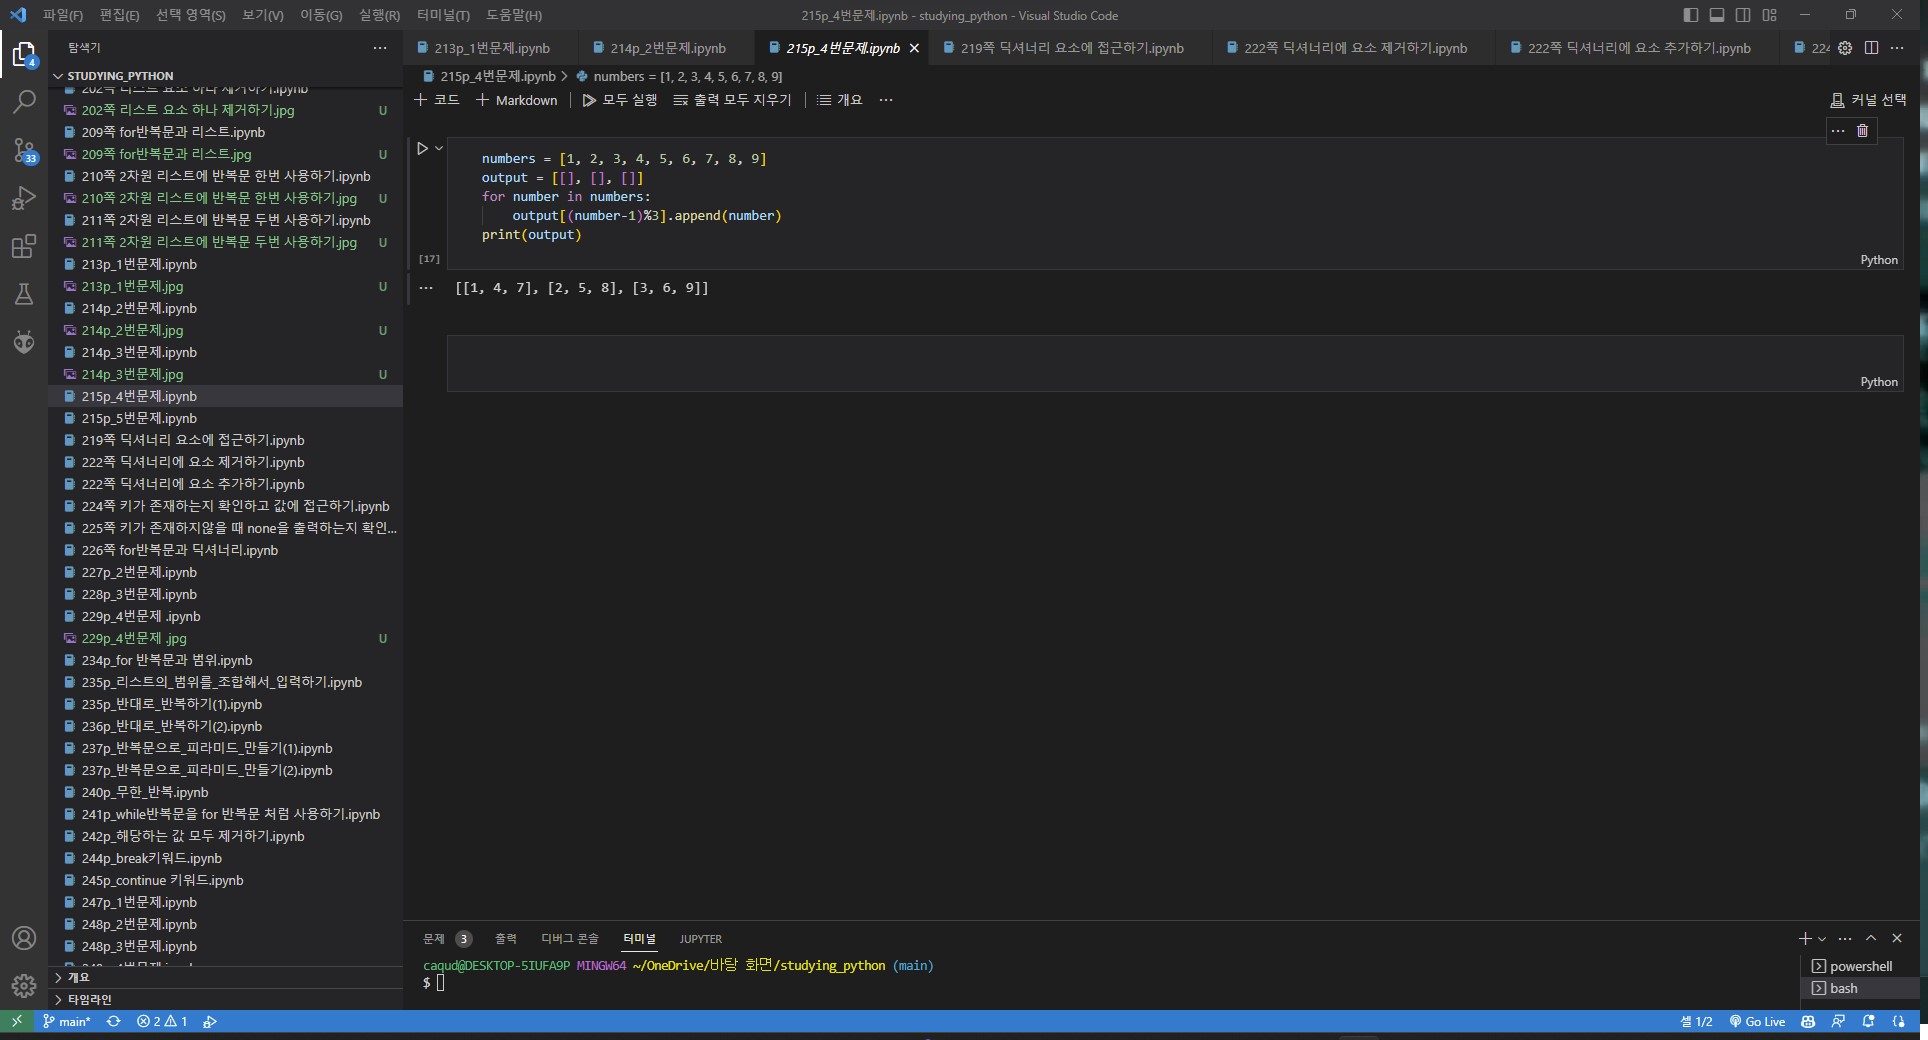 파일(F) 편집(E) 선택 영역(S) 보기(V) 이동(G) 실행(R) 터미널(T) 도움말(H) 215p_4번문제.ipynb - studying_python - Visual Studio Code
탐색기
STUDYING_PYTHON
202쪽 리스트 요소 하나 제거하기.ipynb
202쪽 리스트 요소 하나 제거하기.jpg U
209쪽 for반복문과 리스트.ipynb
209쪽 for반복문과 리스트.jpg U
210쪽 2차원 리스트에 반복문 한번 사용하기.ipynb
210쪽 2차원 리스트에 반복문 한번 사용하기.jpg U
211쪽 2차원 리스트에 반복문 두번 사용하기.ipynb
211쪽 2차원 리스트에 반복문 두번 사용하기.jpg U
213p_1번문제.ipynb
213p_1번문제.jpg U
214p_2번문제.ipynb
214p_2번문제.jpg U
214p_3번문제.ipynb
214p_3번문제.jpg U
215p_4번문제.ipynb
215p_5번문제.ipynb
219쪽 딕셔너리 요소에 접근하기.ipynb
222쪽 딕셔너리에 요소 제거하기.ipynb
222쪽 딕셔너리에 요소 추가하기.ipynb
224쪽 키가 존재하는지 확인하고 값에 접근하기.ipynb
225쪽 키가 존재하지않을 때 none을 출력하는지 확인...
226쪽 for반복문과 딕셔너리.ipynb
227p_2번문제.ipynb
228p_3번문제.ipynb
229p_4번문제 .ipynb
229p_4번문제 .jpg U
234p_for 반복문과 범위.ipynb
235p_리스트의_범위를_조합해서_입력하기.ipynb
235p_반대로_반복하기(1).ipynb
236p_반대로_반복하기(2).ipynb
237p_반복문으로_피라미드_만들기(1).ipynb
237p_반복문으로_피라미드_만들기(2).ipynb
240p_무한_반복.ipynb
241p_while반복문을 for 반복문 처럼 사용하기.ipynb
242p_해당하는 값 모두 제거하기.ipynb
244p_break키워드.ipynb
245p_continue 키워드.ipynb
247p_1번문제.ipynb
248p_2번문제.ipynb
248p_3번문제.ipynb
개요
타임라인
4
33
213p_1번문제.ipynb 214p_2번문제.ipynb 215p_4번문제.ipynb 219쪽 딕셔너리 요소에 접근하기.ipynb 222쪽 딕셔너리에 요소 제거하기.ipynb 222쪽 딕셔너리에 요소 추가하기.ipynb 224
215p_4번문제.ipynb > numbers = [1, 2, 3, 4, 5, 6, 7, 8, 9]
+ 코드 + Markdown 모두 실행 출력 모두 지우기 개요 ... 커널 선택
numbers = [1, 2, 3, 4, 5, 6, 7, 8, 9]
output = [[], [], []]
for number in numbers:
output[(number-1)%3].append(number)
print(output)
[17] Python
[[1, 4, 7], [2, 5, 8], [3, 6, 9]]
Python
문제 3 출력 디버그 콘솔 터미널 JUPYTER
caqud@DESKTOP-5IUFA9P MINGW64 ~/OneDrive/바탕 화면/studying_python (main)
$
powershell
bash
main* 2 1 셀 1/2 Go Live